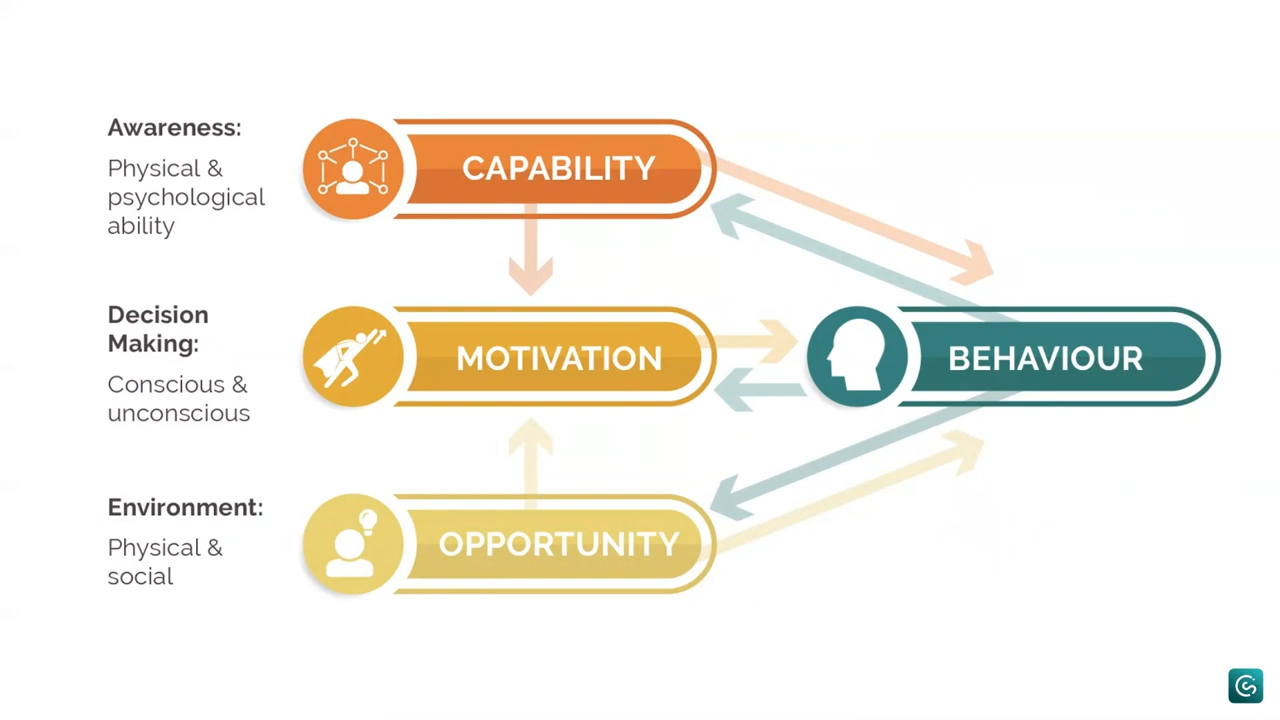 Awareness:
Physical &
psychological
ability
CAPABILITY
Decision
Making:
Conscious &
unconscious
MOTIVATION
BEHAVIOUR
Environment:
Physical &
social
OPPORTUNITY